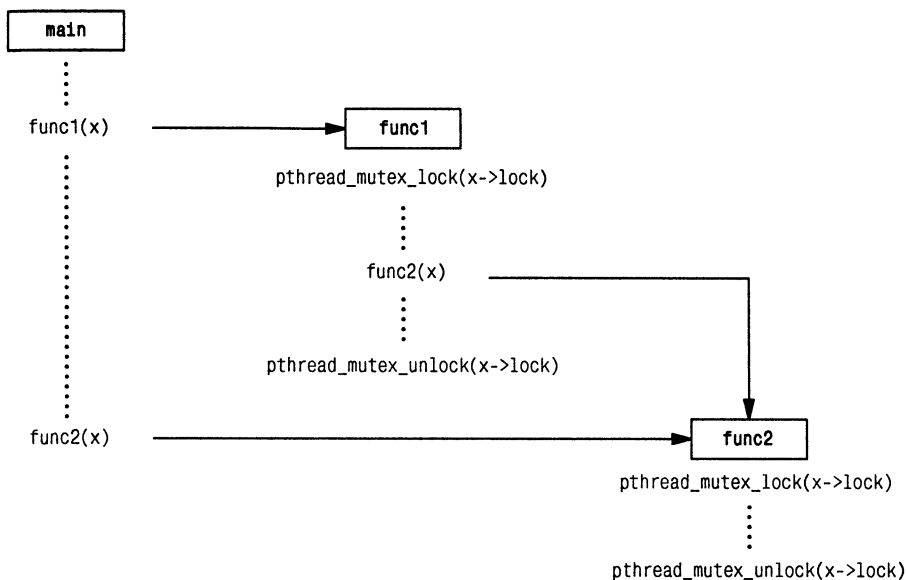 main
func1(x)
func1
pthread_mutex_lock(x->lock)
func2(x)
pthread_mutex_unlock(x->lock)
func2(x)
func2
pthread_mutex_lock(x->lock)
pthread_mutex_unlock(x->lock)